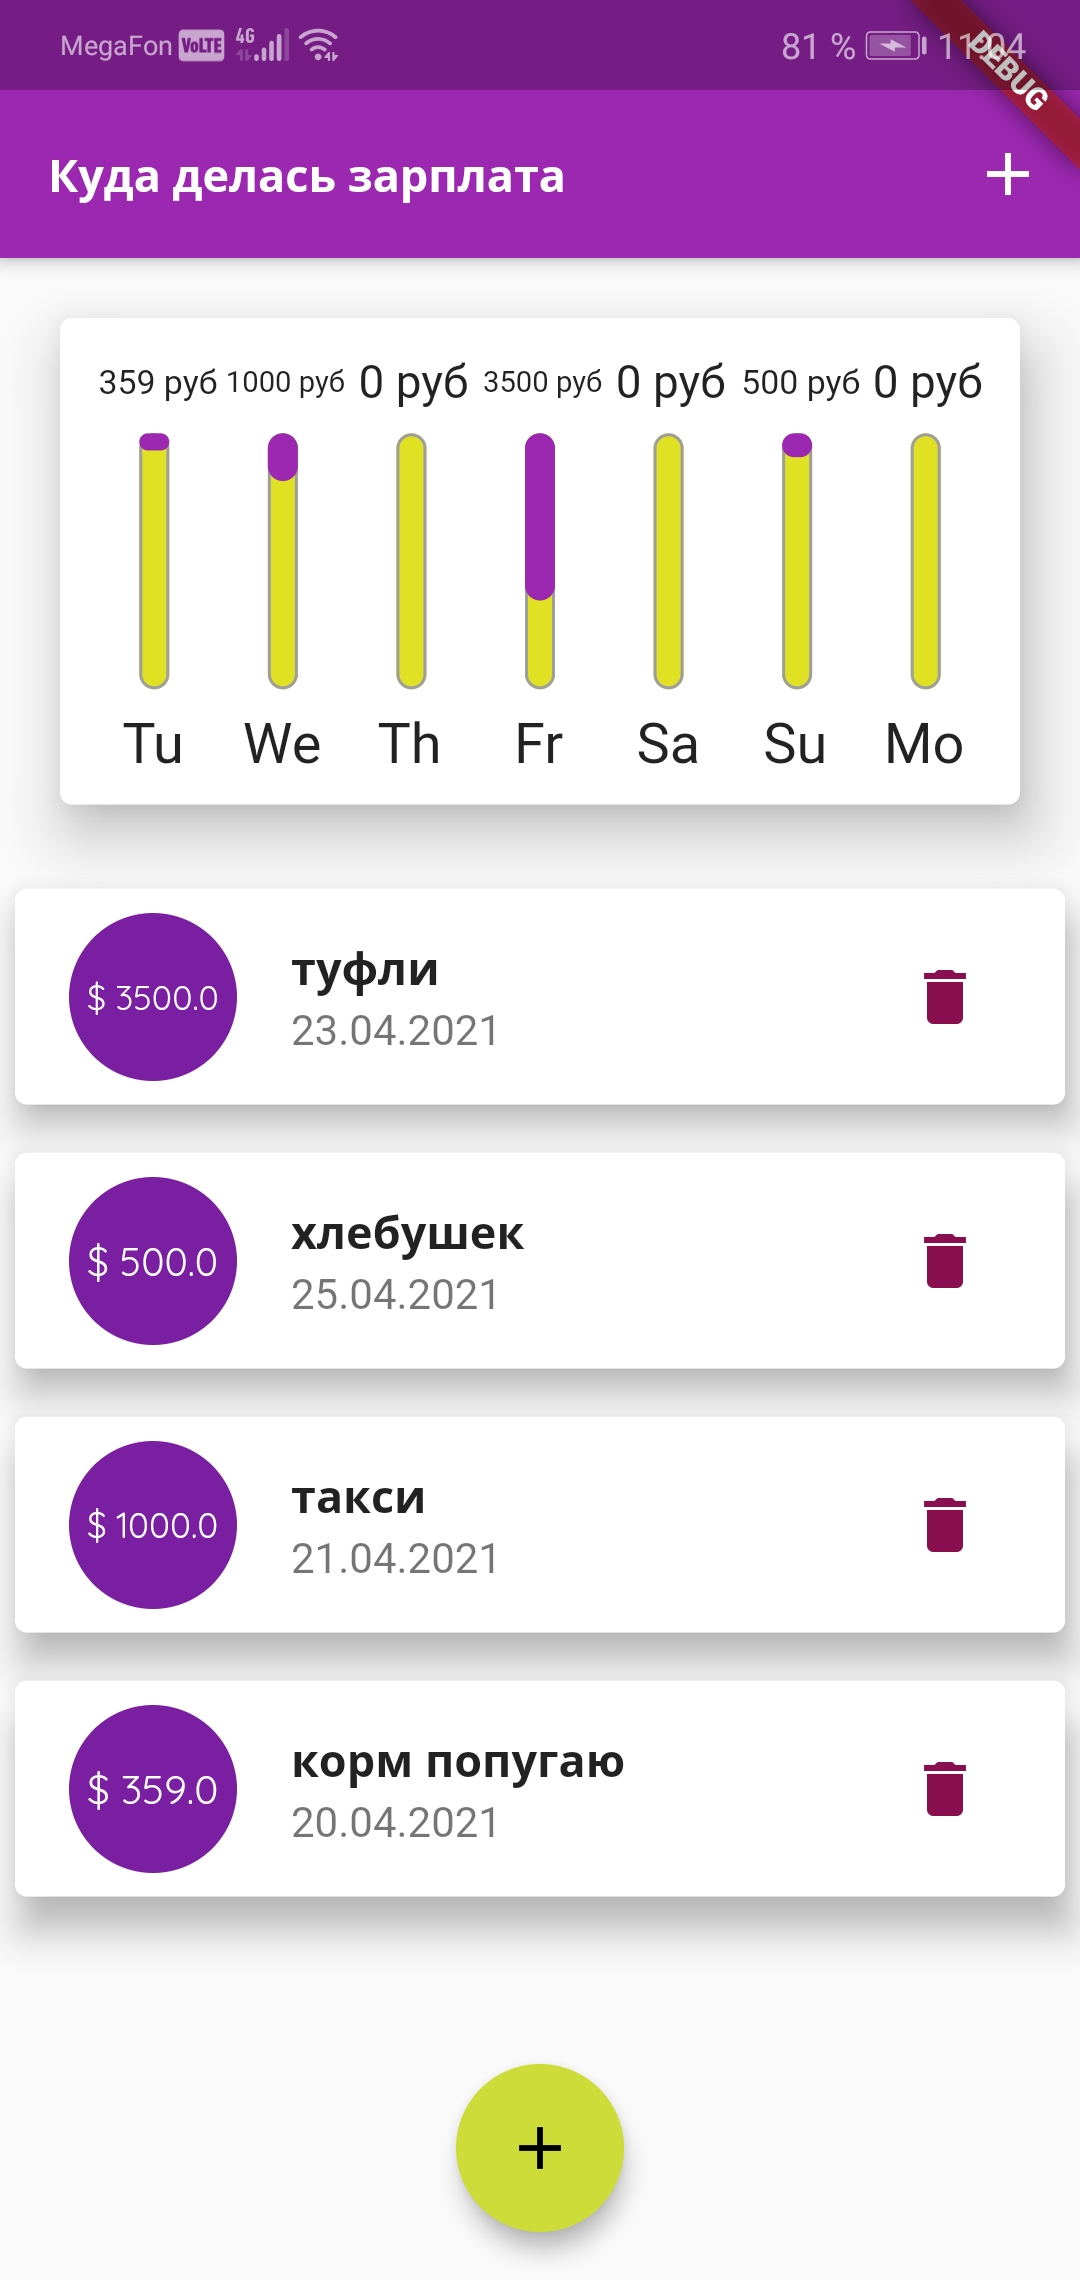 MegaFon VoLTE 4G 81 % 11:04
DEBUG
Куда делась зарплата
359 руб 1000 руб 0 руб 3500 руб 0 руб 500 руб 0 руб
Tu We Th Fr Sa Su Mo
$ 3500.0
туфли
23.04.2021
$ 500.0
хлебушек
25.04.2021
$ 1000.0
такси
21.04.2021
$ 359.0
корм попугаю
20.04.2021